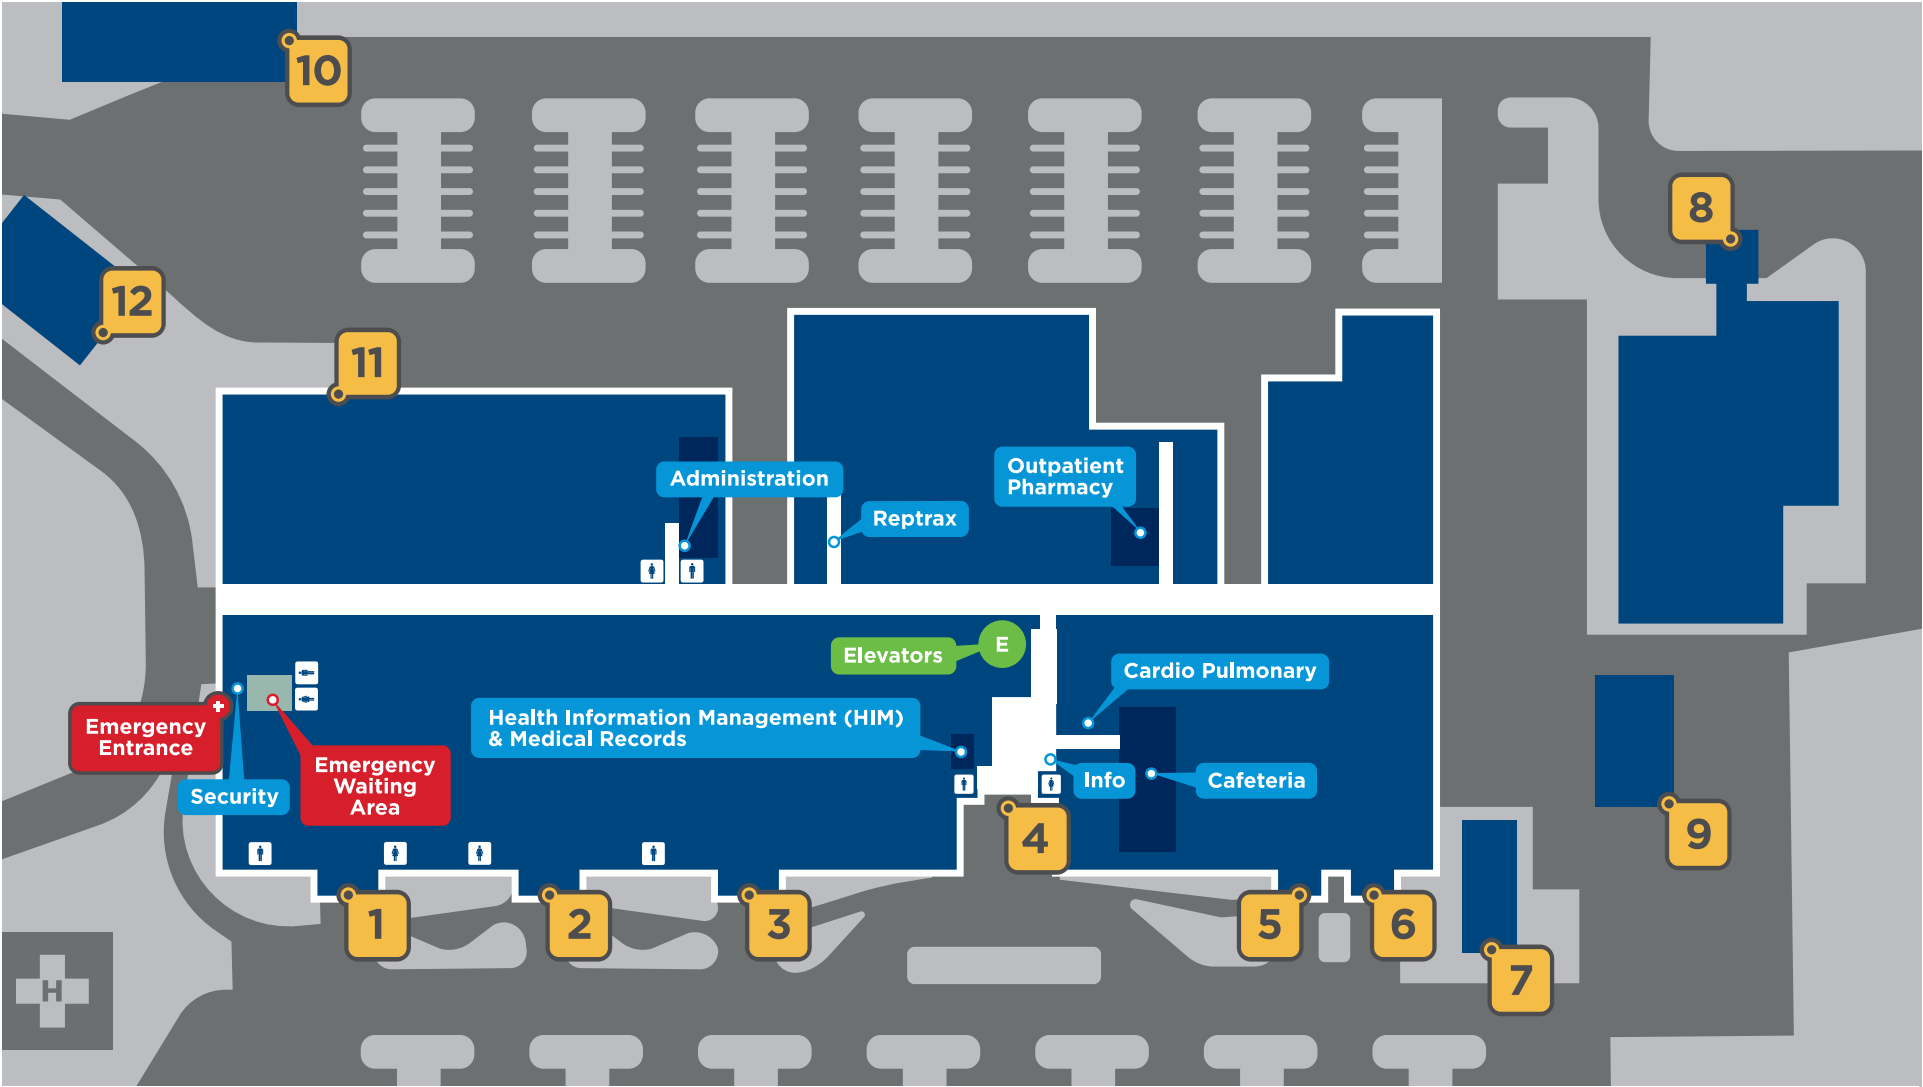 10
8
12
11
Administration
Outpatient
Pharmacy
Reptrax
Elevators
E
Cardio Pulmonary
Health Information Management (HIM)
& Medical Records
Emergency
Entrance
Emergency
Waiting
Area
Security
Info
Cafeteria
4
9
1
2
3
5
6
7
H